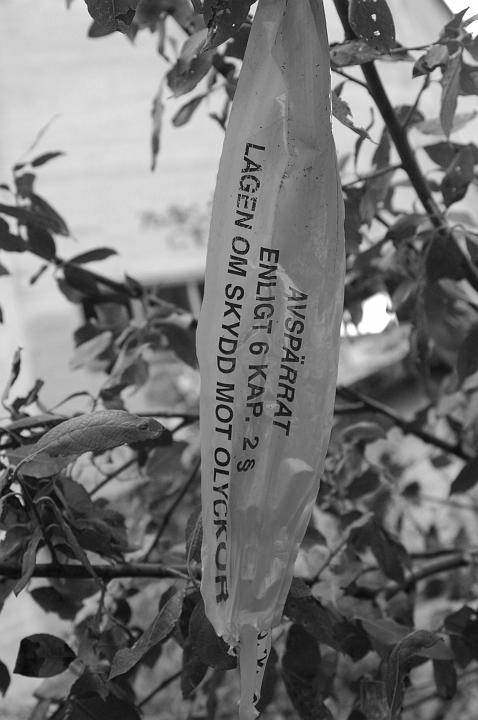 AVSPÄRRAT
ENLIGT 6 KAP. 2 §
LAGEN OM SKYDD MOT OLYCKOR